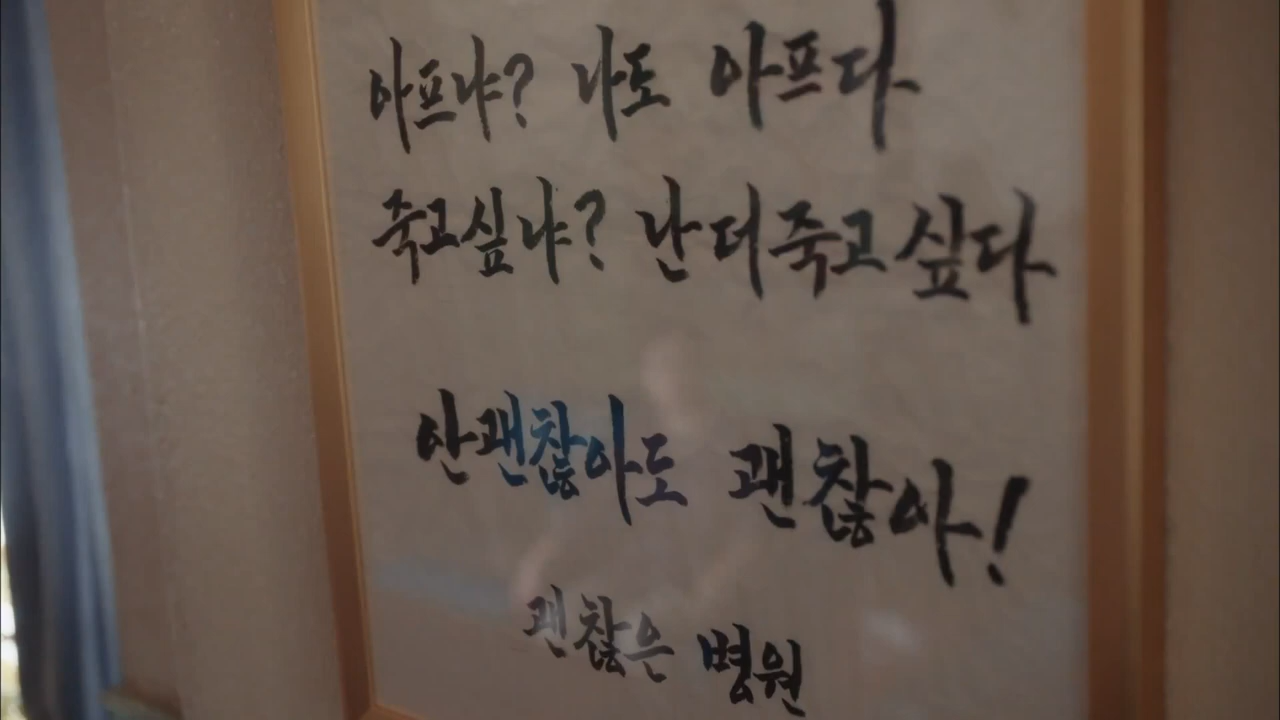 아프냐? 나도 아프다
죽고싶냐? 난 더 죽고싶다
안괜찮아도 괜찮아!
괜찮은 병원